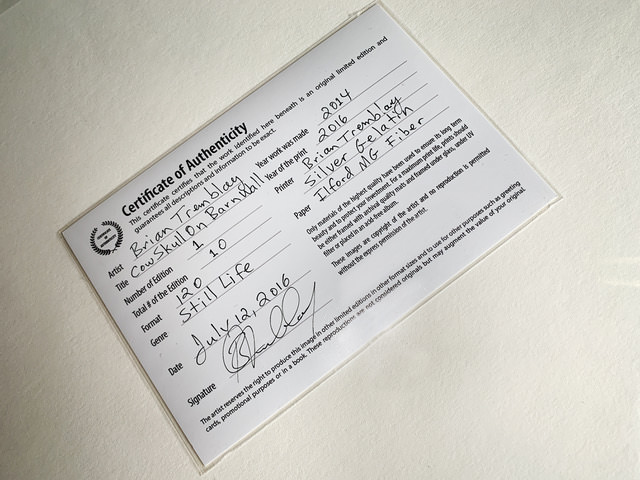 Certificate of Authenticity
This certificate certifies that the work identified here beneath is an original limited edition and
guarantees all descriptions and information to be exact.
Artist Brian Tremblay
Title Cow Skull On Barn Wall
Number of Edition 1
Total # of the Edition 10
Format 120
Genre Still Life
Date July 12, 2016
Signature
Year work was made 2014
Year of the print 2016
Printer Brian Tremblay
Silver Gelatin
Paper Ilford MG Fiber
Only materials of the highest quality have been used to ensure its long term
beauty and to protect your investment. For a maximum print life, prints should
be either framed with archival quality mats and framed under glass, under UV
filter or placed in an acid-free album.
These images are copyright of the artist and no reproduction is permitted
without the express permission of the artist.
The artist reserves the right to produce this image in other limited editions in other format sizes and to use for other purposes such as greeting
cards, promotional purposes or in a book. These reproductions are not considered originals but may augment the value of your original.